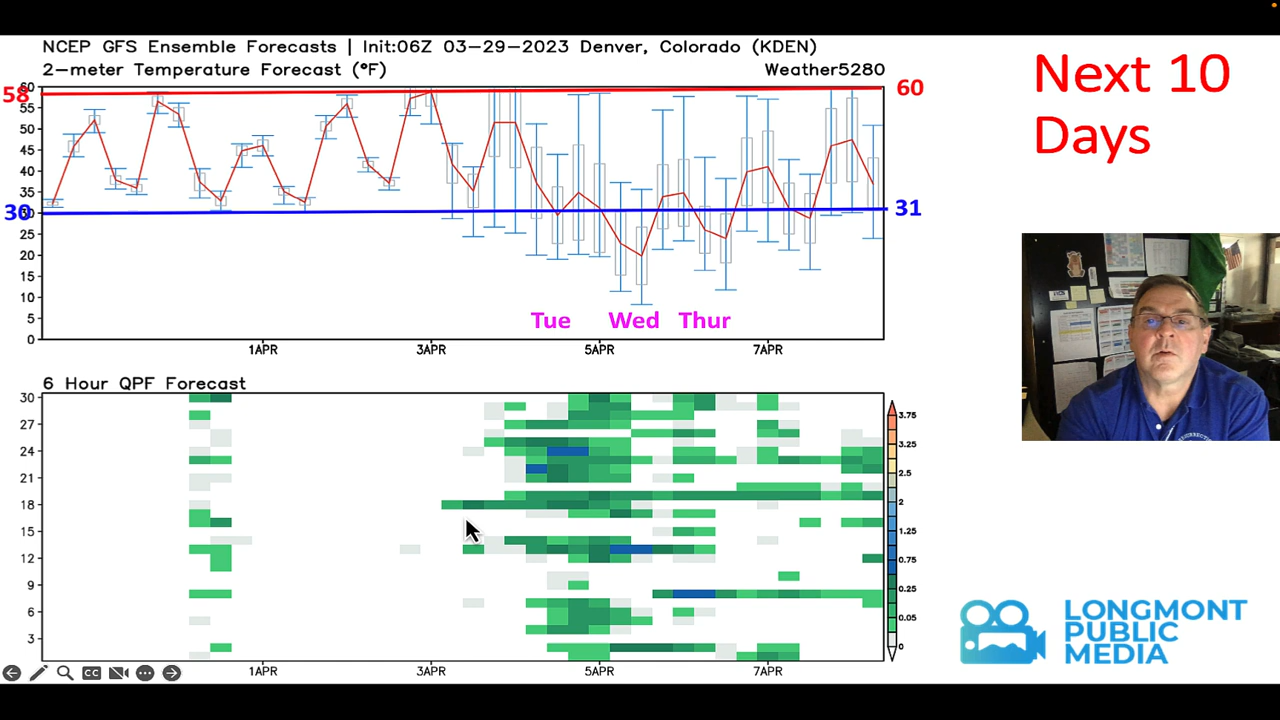 NCEP GFS Ensemble Forecasts | Init:06Z 03-29-2023 Denver, Colorado (KDEN)
2-meter Temperature Forecast (°F)
Weather5280
Next 10
Days
58
60
60
55
50
45
40
35
30
30
31
25
20
15
10
5
0
Tue
Wed
Thur
1APR
3APR
5APR
7APR
6 Hour QPF Forecast
30
27
24
21
18
15
12
9
6
3
3.75
3.25
2.5
2
1.25
0.75
0.25
0.05
0
1APR
3APR
5APR
7APR
CC
LONGMONT
PUBLIC
MEDIA